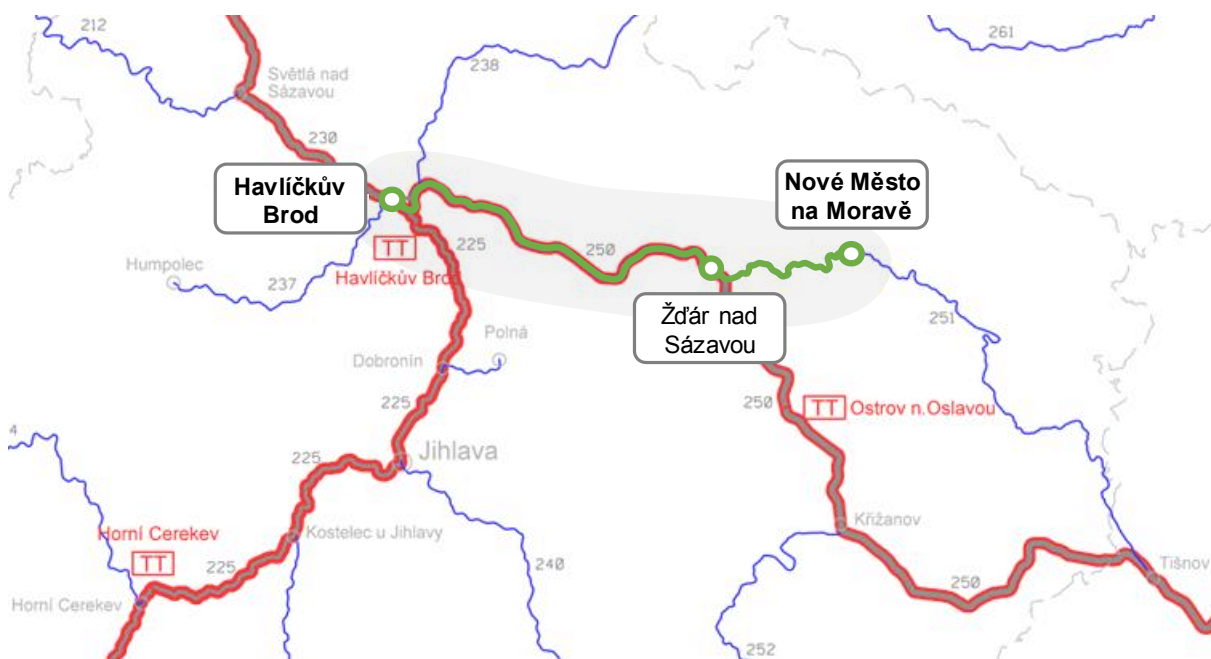 212
261
238
Světlá nad
Sázavou
230
Havlíčkův
Brod
Nové Město
na Moravě
TT
225
250
Humpolec
Havlíčkův Brod
237
Žďár nad
Sázavou
251
Polná
Dobronín
225
250
TT
Ostrov n.Oslavou
4
225
Jihlava
Horní Cerekev
TT
Kostelec u Jihlavy
Křižanov
225
240
250
Tišnov
Horní Cerekev
252